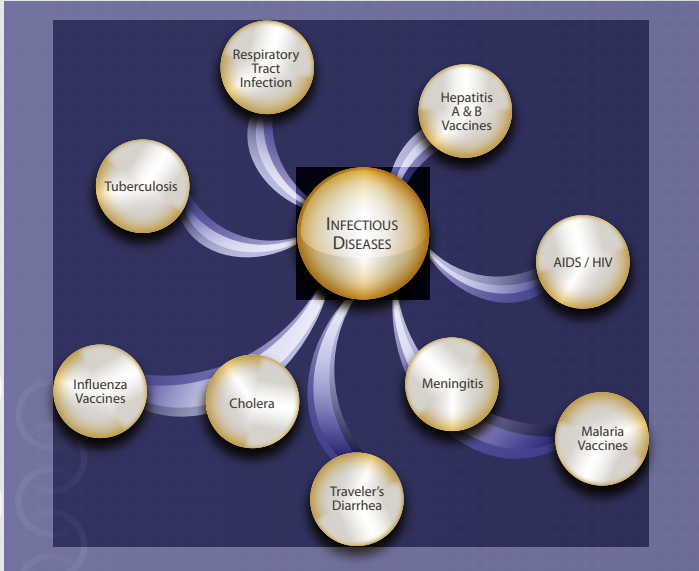 Respiratory
Tract
Infection
Hepatitis
A & B
Vaccines
Tuberculosis
INFECTIOUS
DISEASES
AIDS / HIV
Influenza
Vaccines
Cholera
Meningitis
Malaria
Vaccines
Traveler’s
Diarrhea